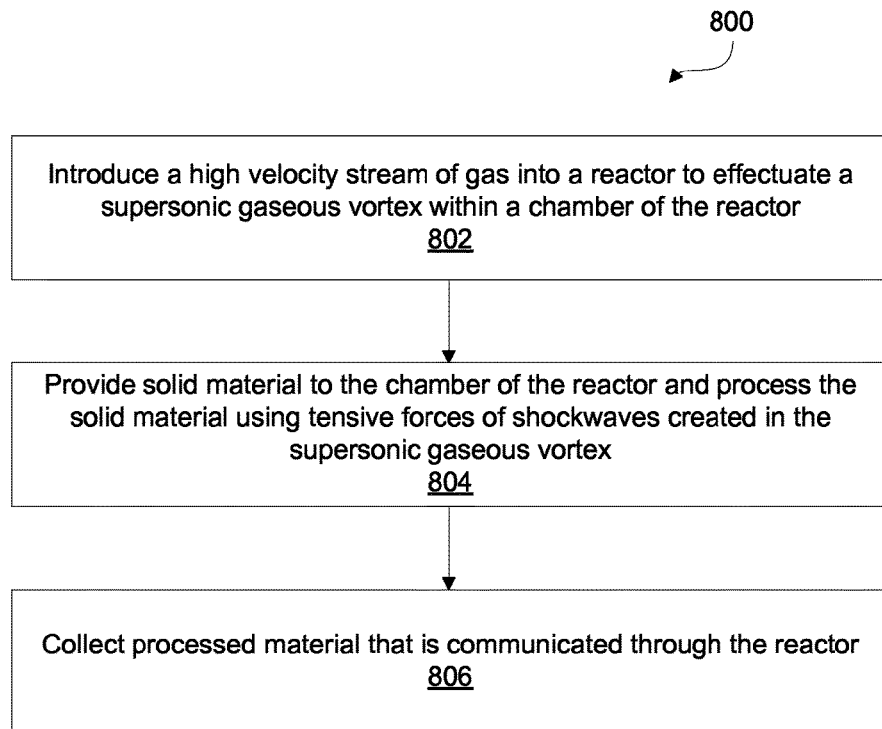 800
Introduce a high velocity stream of gas into a reactor to effectuate a
supersonic gaseous vortex within a chamber of the reactor
802
Provide solid material to the chamber of the reactor and process the
solid material using tensive forces of shockwaves created in the
supersonic gaseous vortex
804
Collect processed material that is communicated through the reactor
806